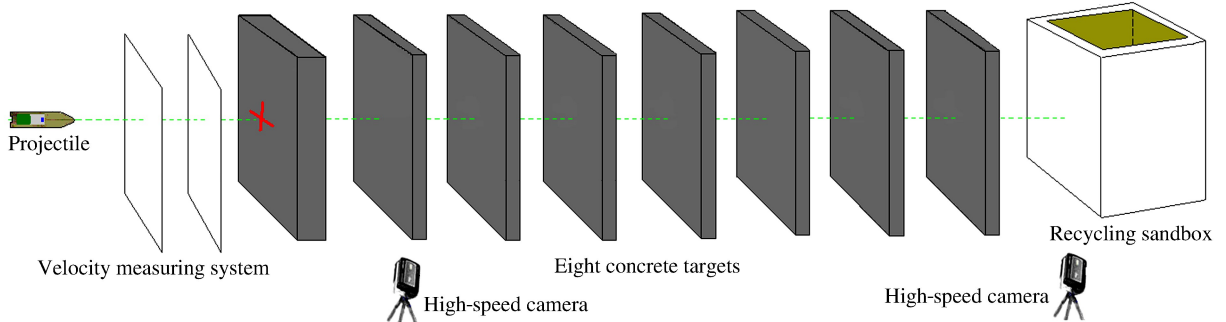 Projectile
Velocity measuring system
Eight concrete targets
Recycling sandbox
High-speed camera
High-speed camera